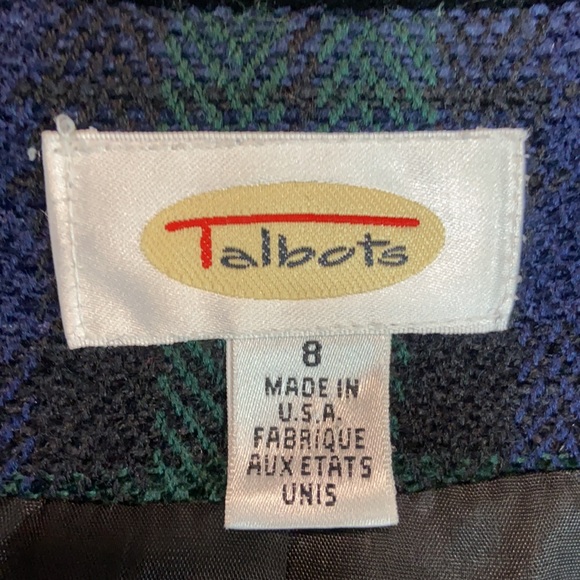 Talbots
8
MADE IN
U.S.A.
FABRIQUE
AUX ETATS
UNIS